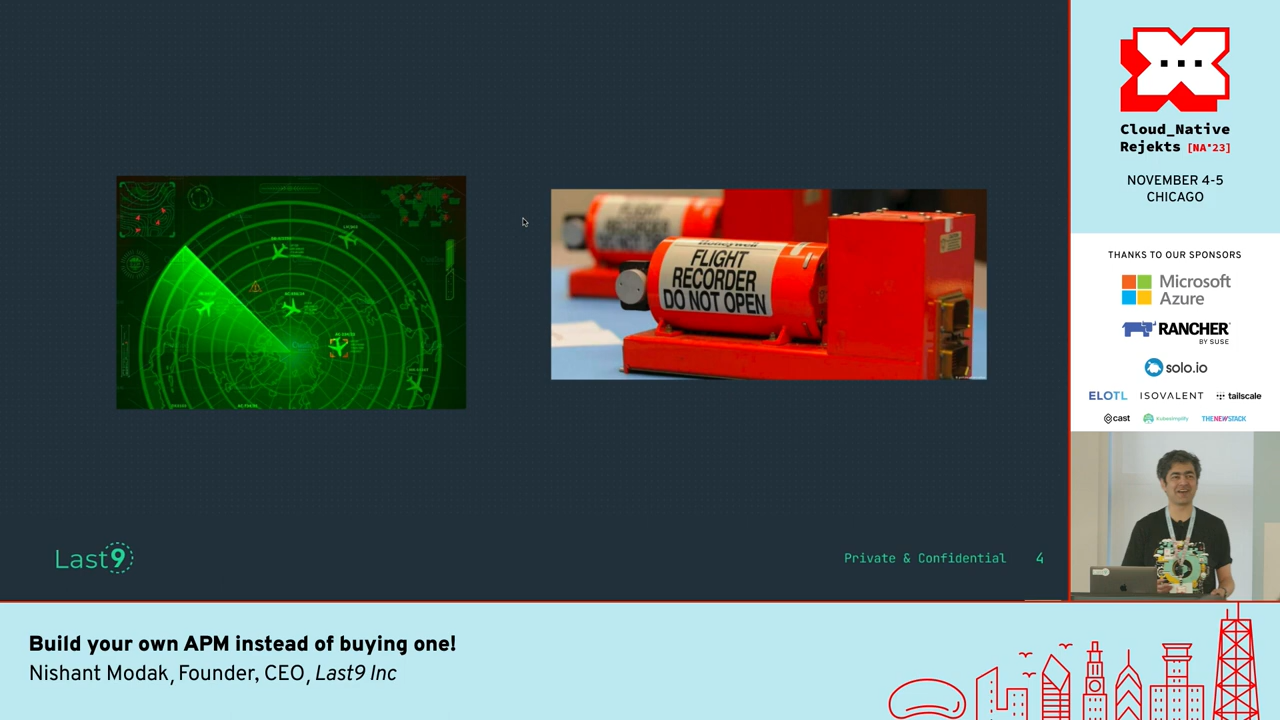 FLIGHT
RECORDER
DO NOT OPEN
Last9
Private & Confidential
4
Cloud_Native
Rejekts [NA'23]
NOVEMBER 4-5
CHICAGO
THANKS TO OUR SPONSORS
Microsoft
Azure
RANCHER
BY SUSE
solo.io
ELOTL
ISOVALENT
tailscale
cast
Kubesimplify
THENEWSTACK
Build your own APM instead of buying one!
Nishant Modak, Founder, CEO, Last9 Inc